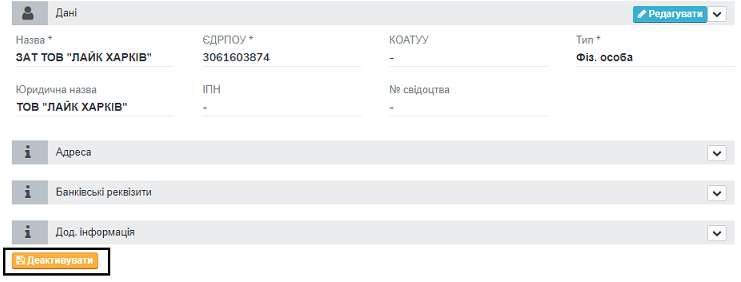 Дані
Редагувати
Назва * ЄДРПОУ * КОАТУУ Тип *
ЗАТ ТОВ "ЛАЙК ХАРКІВ" 3061603874 - Фіз. особа
Юридична назва ІПН № свідоцтва
ТОВ "ЛАЙК ХАРКІВ" - -
Адреса
Банківські реквізити
Дод. інформація
Деактивувати